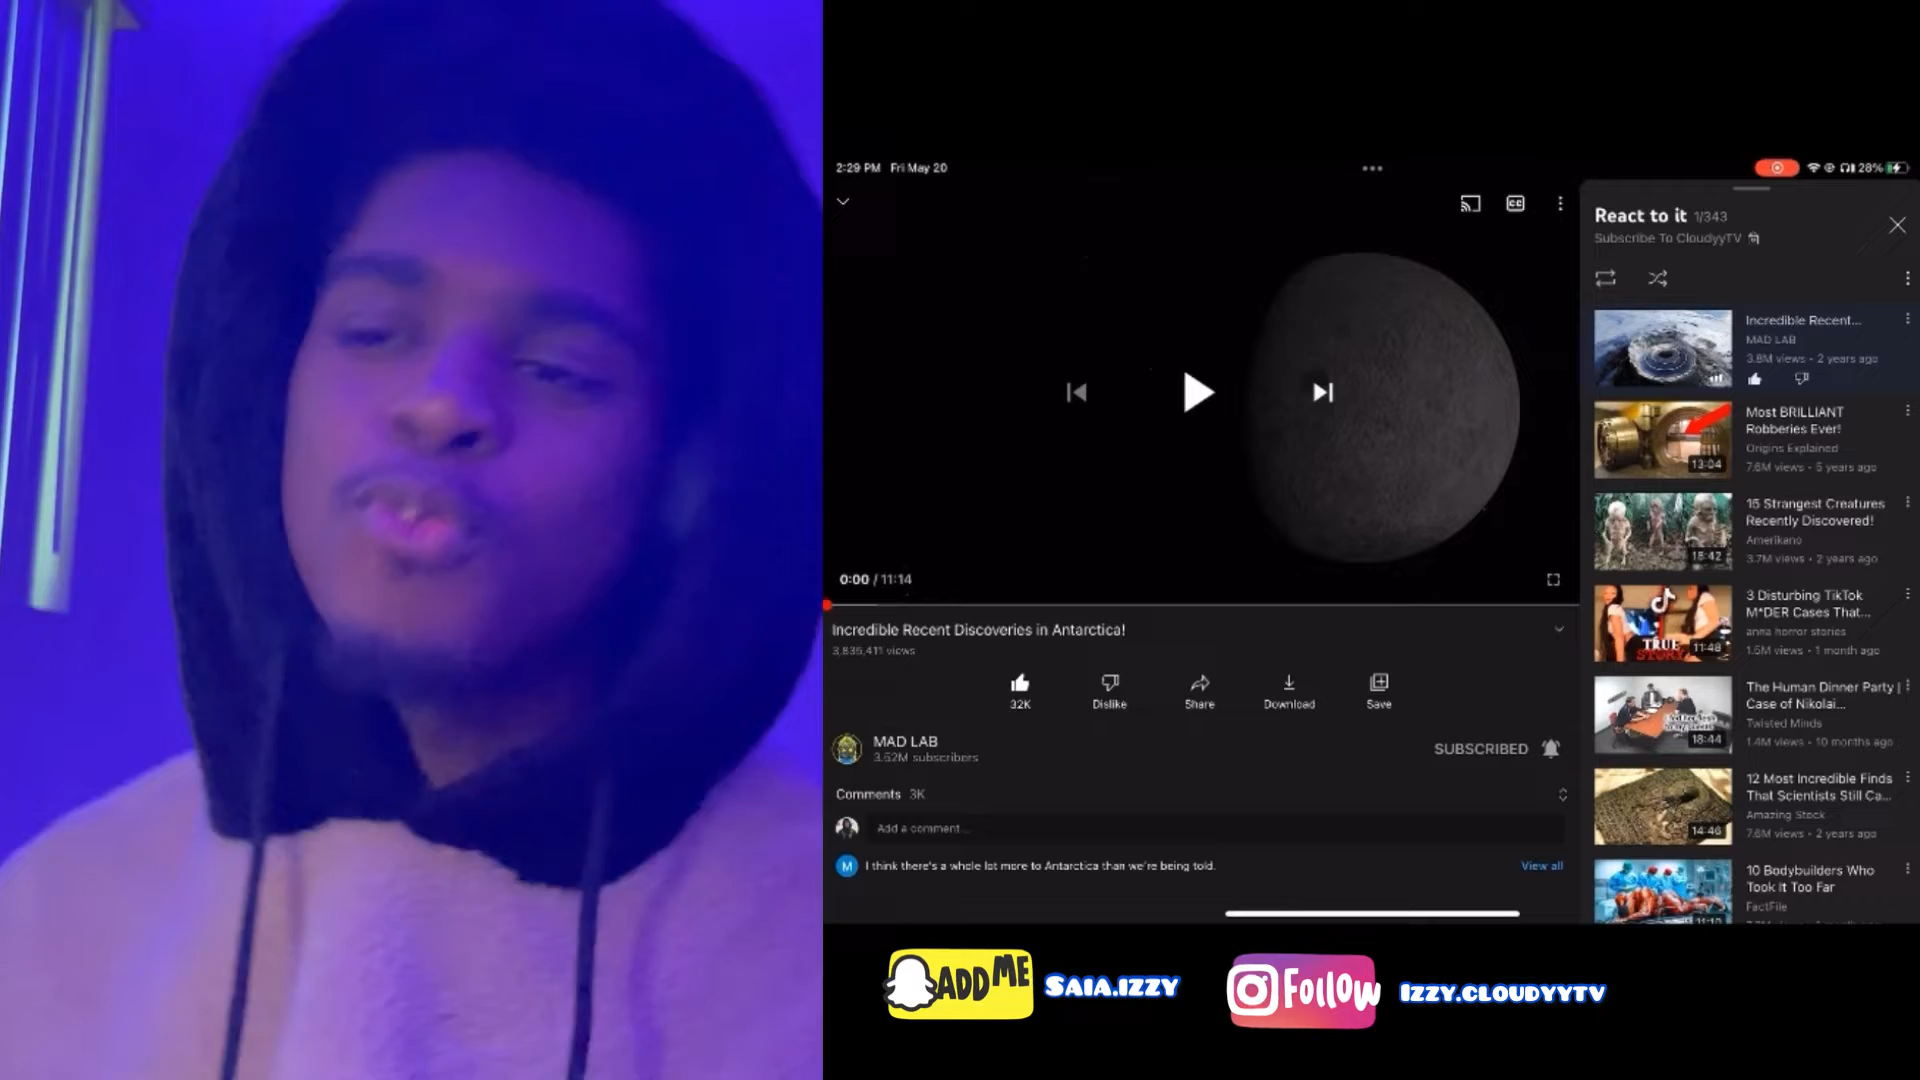 2:29 PM Fri May 20
28%
React to it 1/343
Subscribe To CloudyyTV
Incredible Recent...
MAD LAB
3.8M views • 2 years ago
Most BRILLIANT
Robberies Ever!
Origins Explained
7.6M views • 5 years ago
13:04
15 Strangest Creatures
Recently Discovered!
Amerikano
3.7M views • 2 years ago
18:42
3 Disturbing TikTok
M*DER Cases That...
anna horror stories
1.5M views • 1 month ago
TRUE
STORY
11:48
The Human Dinner Party |
Case of Nikolai...
Twisted Minds
1.4M views • 10 months ago
18:44
12 Most Incredible Finds
That Scientists Still Ca...
Amazing Stock
7.6M views • 2 years ago
14:46
10 Bodybuilders Who
Took It Too Far
FactFile
11:10
CC
0:00 / 11:14
Incredible Recent Discoveries in Antarctica!
3,835,411 views
32K
Dislike
Share
Download
Save
MAD LAB
3.52M subscribers
SUBSCRIBED
Comments 3K
Add a comment...
M
I think there's a whole lot more to Antarctica than we're being told.
View all
ADD ME
SAIA.IZZY
Follow
IZZY.CLOUDYYTV